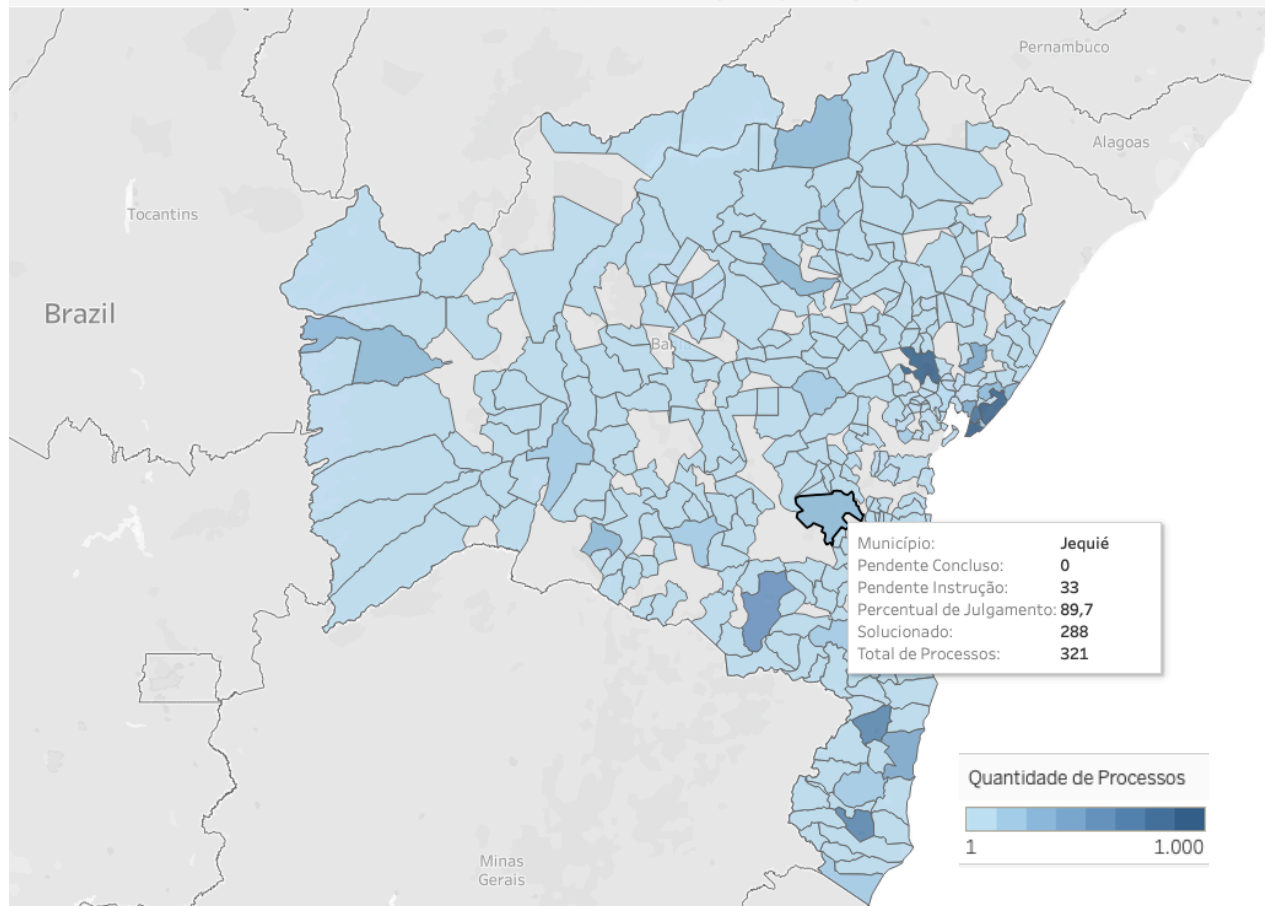 Pernambuco
Alagoas
Tocantins
Brazil
Município: Jequié
Pendente Concluso: 0
Pendente Instrução: 33
Percentual de Julgamento: 89,7
Solucionado: 288
Total de Processos: 321
Quantidade de Processos
1 1.000
Minas
Gerais